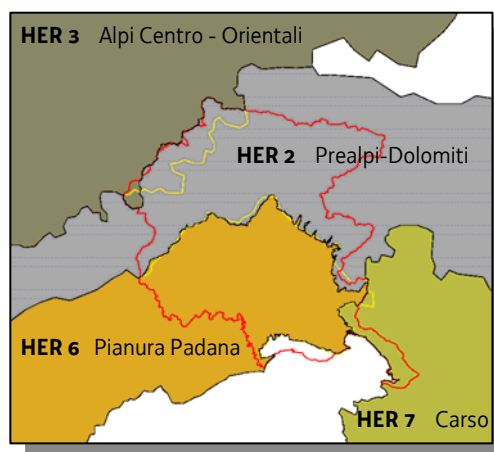 HER 3 Alpi Centro - Orientali
HER 2 Prealpi-Dolomiti
HER 6 Pianura Padana
HER 7 Carso